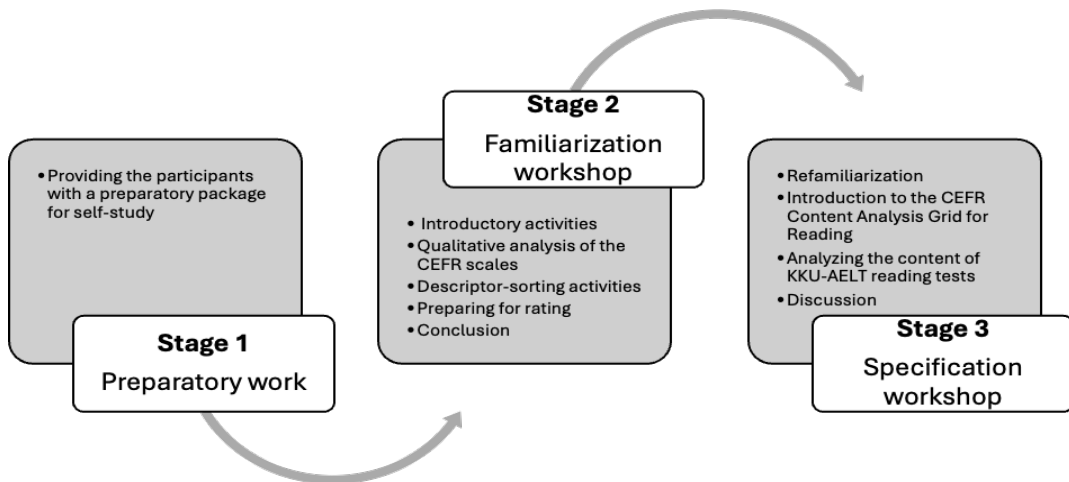 • Providing the participants
with a preparatory package
for self-study
Stage 1
Preparatory work
Stage 2
Familiarization
workshop
• Introductory activities
• Qualitative analysis of the
CEFR scales
• Descriptor-sorting activities
• Preparing for rating
• Conclusion
• Refamiliarization
• Introduction to the CEFR
Content Analysis Grid for
Reading
• Analyzing the content of
KKU-AELT reading tests
• Discussion
Stage 3
Specification
workshop